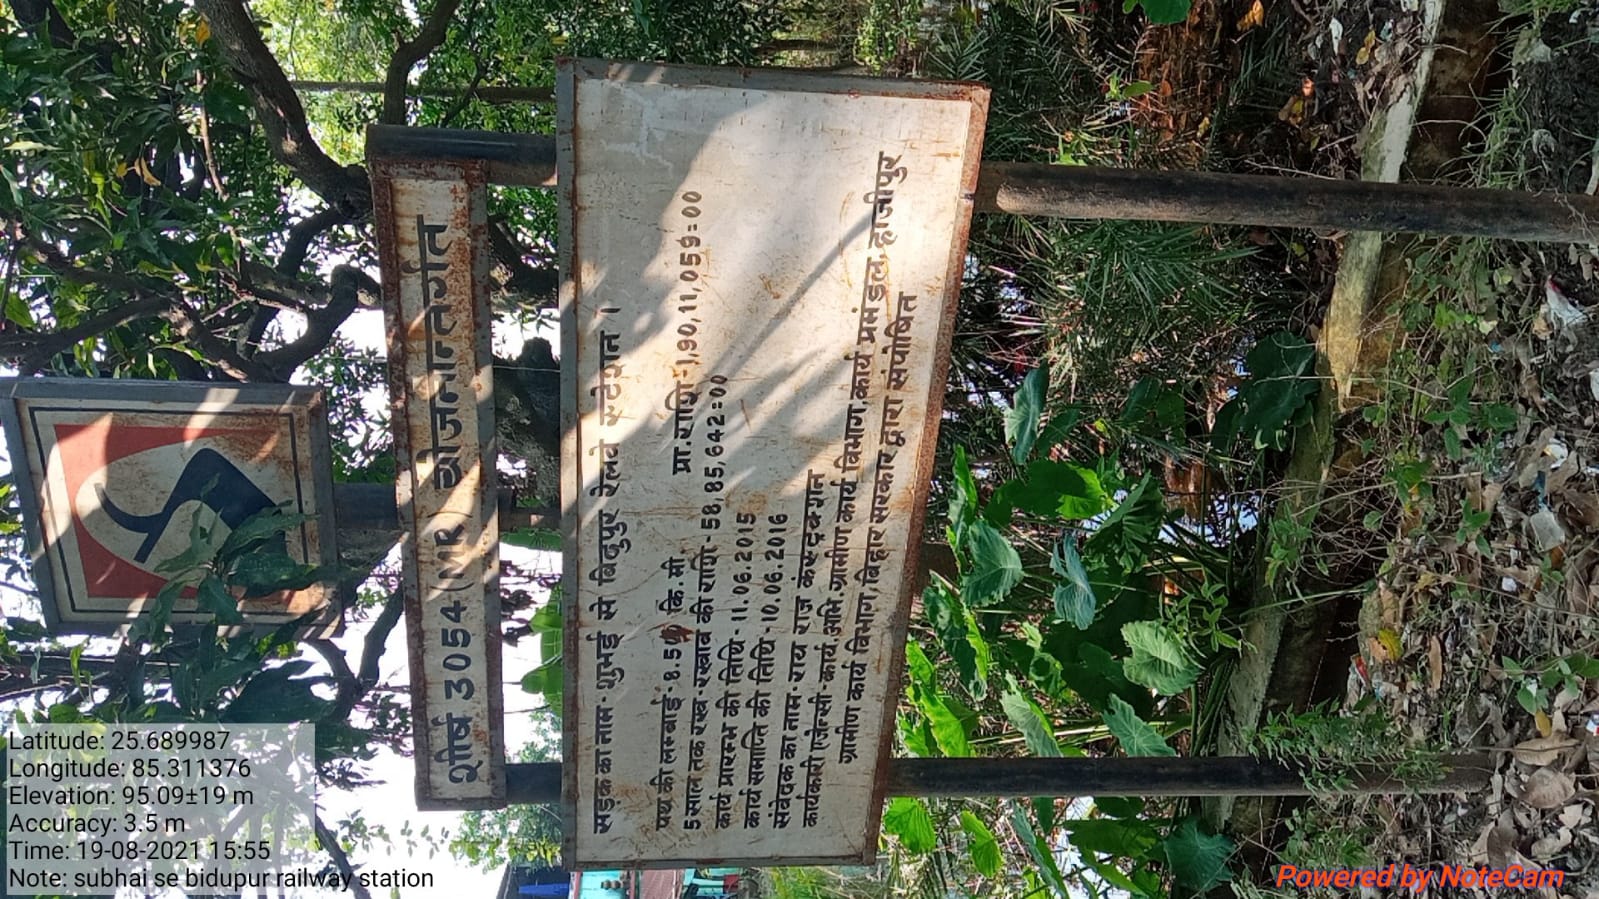 शीर्ष 3054 (MR योजनान्तर्गत
सड़क का नाम- शुभई से बिदुपुर रेलवे स्टेशन ।
पथ की लम्बाई- 8.5 कि.मी प्रा.राशि:-1,90,11,059=00
5 साल तक रख-रखाव की राशि- 58,85,642=00
कार्य प्रारम्भ की तिथि- 11.06.2015
कार्य समाप्ति की तिथि- 10.06.2016
संवेदक का नाम- राय राज कंस्ट्रक्शन
कार्यकारी एजेन्सी- कार्य.अभि.ग्रामीण कार्य विभाग,कार्य प्रमंडल,हाजीपुर
ग्रामीण कार्य विभाग,बिहार सरकार द्वारा संपोषित
Latitude: 25.689987
Longitude: 85.311376
Elevation: 95.09±19 m
Accuracy: 3.5 m
Time: 19-08-2021 15:55
Note: subhai se bidupur railway station
Powered by NoteCam